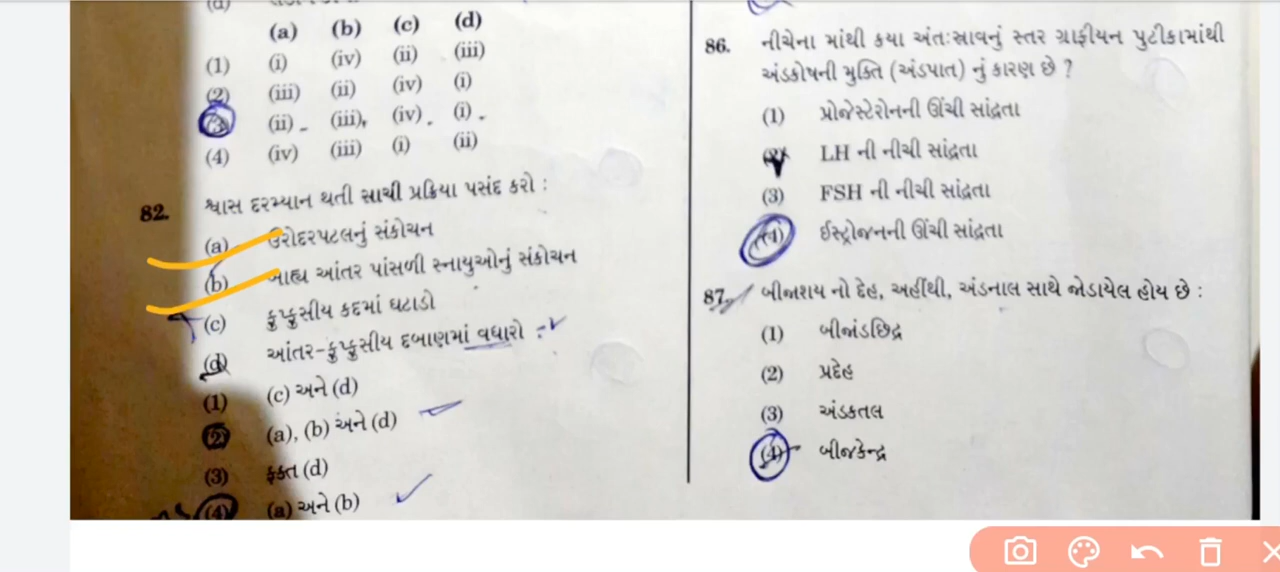 (a) (b) (c) (d)
(1) (i) (iv) (ii) (iii)
(2) (iii) (ii) (iv) (i)
(3) (ii) (iii) (iv) (i)
(4) (iv) (iii) (i) (ii)
82. શ્વાસ દરમ્યાન થતી સાચી પ્રક્રિયા પસંદ કરો :
(a) ઉરોદરપટલનું સંકોચન
(b) બાહ્ય આંતર પાંસળી સ્નાયુઓનું સંકોચન
(c) ફુપ્ફુસીય કદમાં ઘટાડો
(d) આંતર-ફુપ્ફુસીય દબાણમાં વધારો
(1) (c) અને (d)
(2) (a), (b) અને (d)
(3) ફક્ત (d)
(4) (a) અને (b)
86. નીચેના માંથી કયા અંતઃસ્રાવનું સ્તર ગ્રાફીયન પુટીકામાંથી
અંડકોષની મુક્તિ (અંડપાત) નું કારણ છે ?
(1) પ્રોજેસ્ટેરોનની ઊંચી સાંદ્રતા
LH ની નીચી સાંદ્રતા
(3) FSH ની નીચી સાંદ્રતા
(4) ઈસ્ટ્રોજનની ઊંચી સાંદ્રતા
87. બીજાશય નો દેહ, અહીંથી, અંડનાલ સાથે જોડાયેલ હોય છે :
(1) બીજાંડછિદ્ર
(2) પ્રદેહ
(3) અંડકતલ
(4) બીજકેન્દ્ર